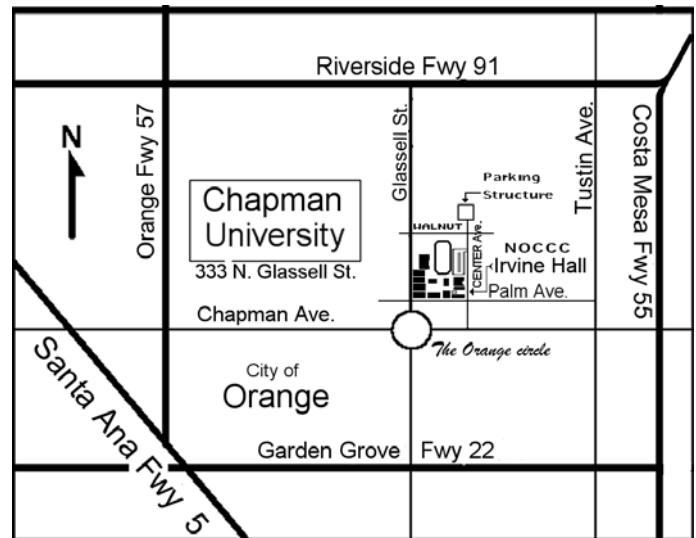 Riverside Fwy 91
Orange Fwy 57
Glassell St.
Tustin Ave.
Costa Mesa Fwy 55
N
Parking
Structure
Chapman
University
333 N. Glassell St.
WALNUT
CENTER Ave.
NOCCC
Irvine Hall
Palm Ave.
Chapman Ave.
The Orange circle
City of
Orange
Santa Ana Fwy 5
Garden Grove Fwy 22